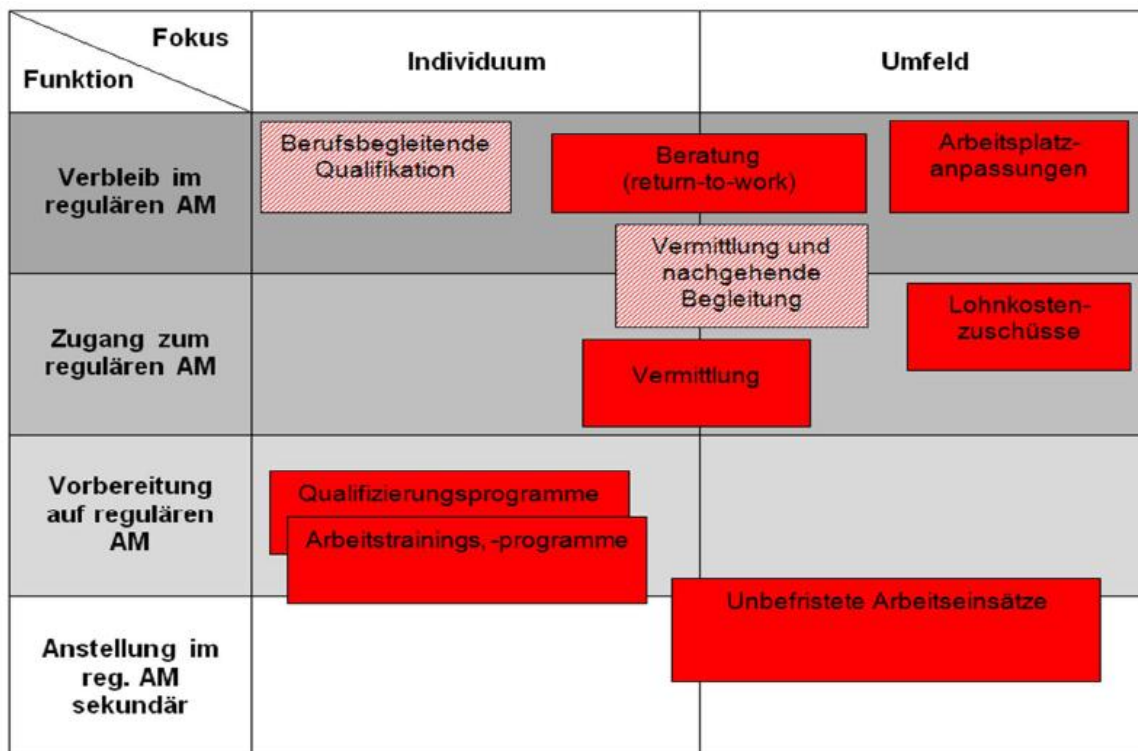 Fokus
Funktion
Individuum
Umfeld
Verbleib im
regulären AM
Berufsbegleitende
Qualifikation
Beratung
(return-to-work)
Arbeitsplatz-
anpassungen
Vermittlung und
nachgehende
Begleitung
Zugang zum
regulären AM
Lohnkosten-
zuschüsse
Vermittlung
Vorbereitung
auf regulären
AM
Qualifizierungsprogramme
Arbeitstrainings,-programme
Unbefristete Arbeitseinsätze
Anstellung im
reg. AM
sekundär